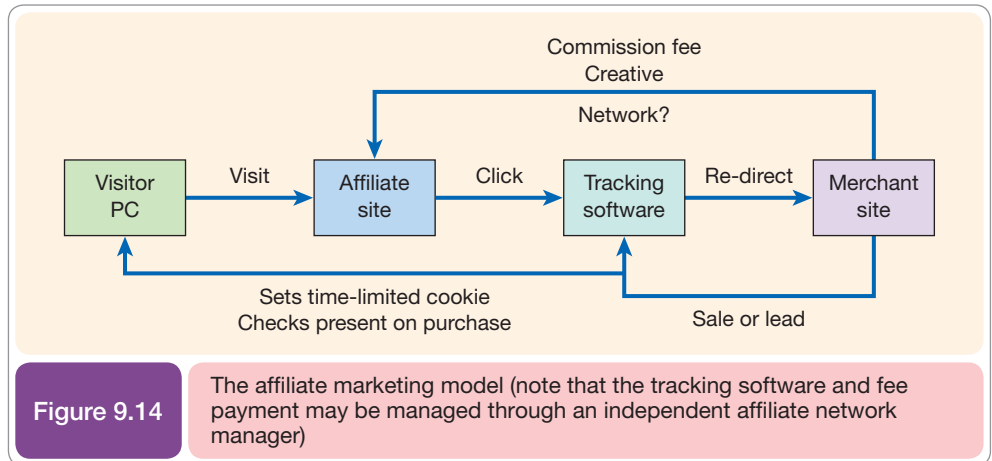 Commission fee
Creative
Network?
Visitor
PC
Visit
Affiliate
site
Click
Tracking
software
Re-direct
Merchant
site
Sets time-limited cookie
Checks present on purchase
Sale or lead
Figure 9.14
The affiliate marketing model (note that the tracking software and fee
payment may be managed through an independent affiliate network
manager)